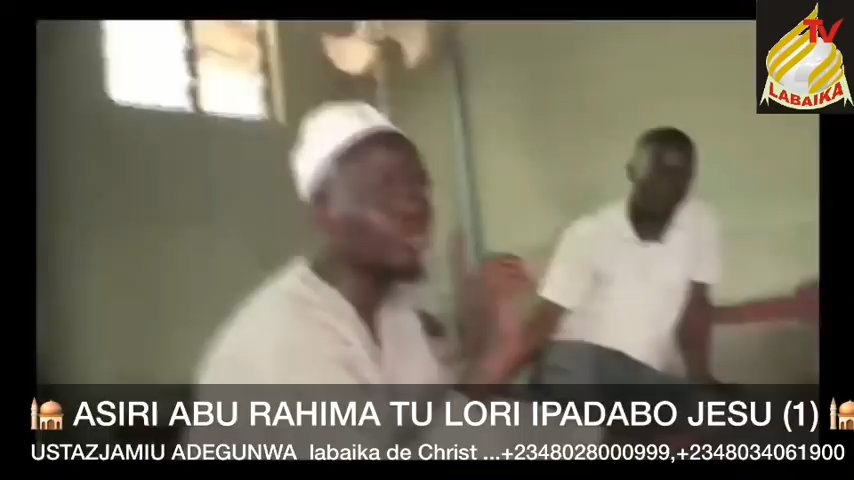 TV
LABAIKA
ASIRI ABU RAHIMA TU LORI IPADABO JESU (1)
USTAZJAMIU ADEGUNWA labaika de Christ ...+2348028000999,+2348034061900